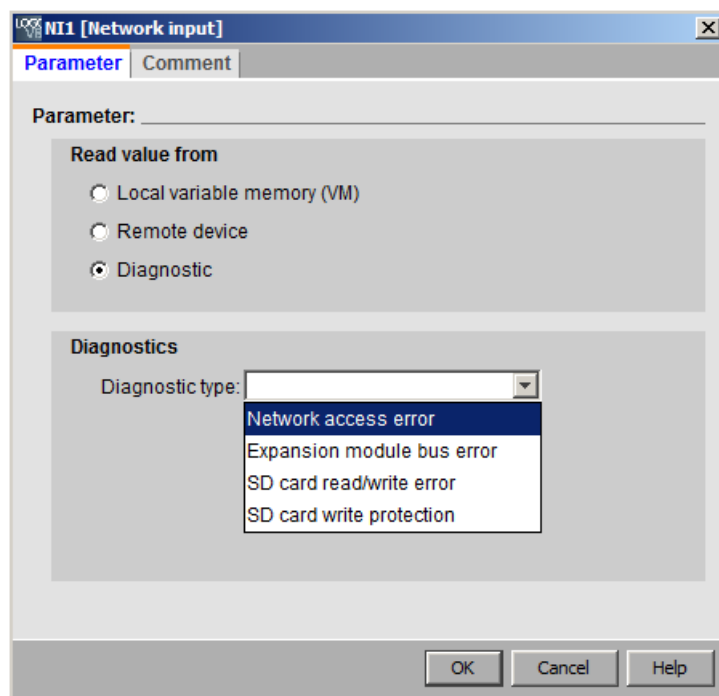 LOGO NI1 [Network input]
Parameter Comment
Parameter:
Read value from
Local variable memory (VM)
Remote device
Diagnostic
Diagnostics
Diagnostic type:
Network access error
Expansion module bus error
SD card read/write error
SD card write protection
OK Cancel Help